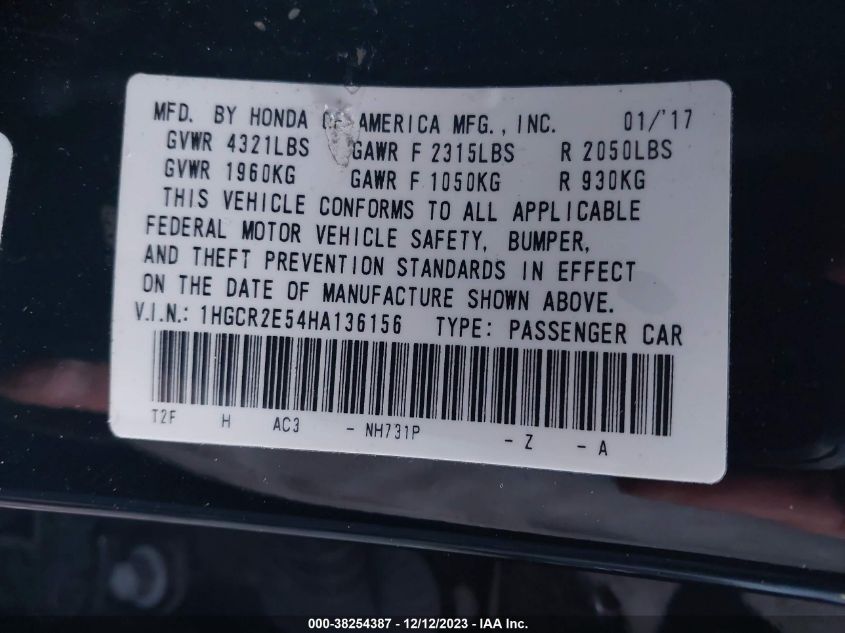 MFD. BY HONDA OF AMERICA MFG., INC. 01/'17
GVWR 4321LBS GAWR F 2315LBS R 2050LBS
GVWR 1960KG GAWR F 1050KG R 930KG
THIS VEHICLE CONFORMS TO ALL APPLICABLE
FEDERAL MOTOR VEHICLE SAFETY, BUMPER,
AND THEFT PREVENTION STANDARDS IN EFFECT
ON THE DATE OF MANUFACTURE SHOWN ABOVE.
V.I.N.: 1HGCR2E54HA136156 TYPE: PASSENGER CAR
T2F H AC3 - NH731P - Z - A
000-38254387 – 12/12/2023 – IAA Inc.